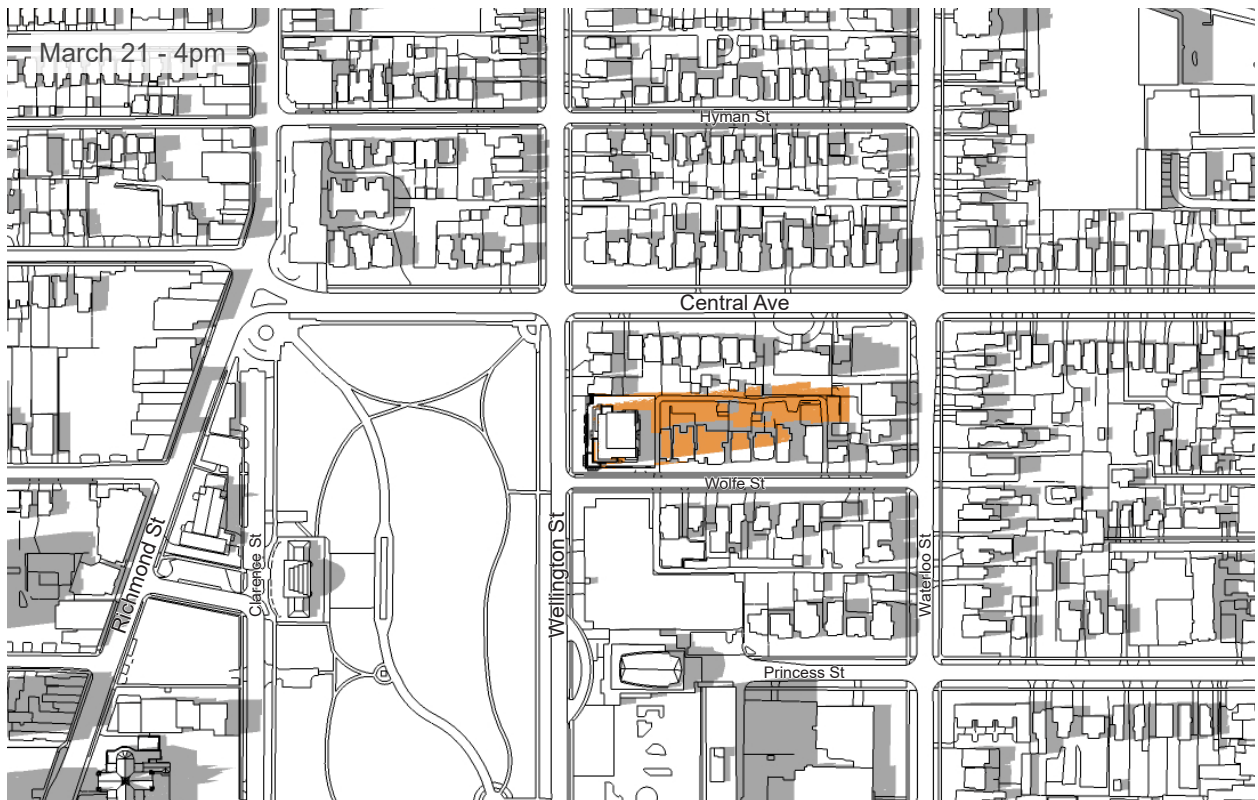 March 21 - 4pm
Hyman St
Central Ave
Wolfe St
Richmond St
Clarence St
Wellington St
Waterloo St
Princess St